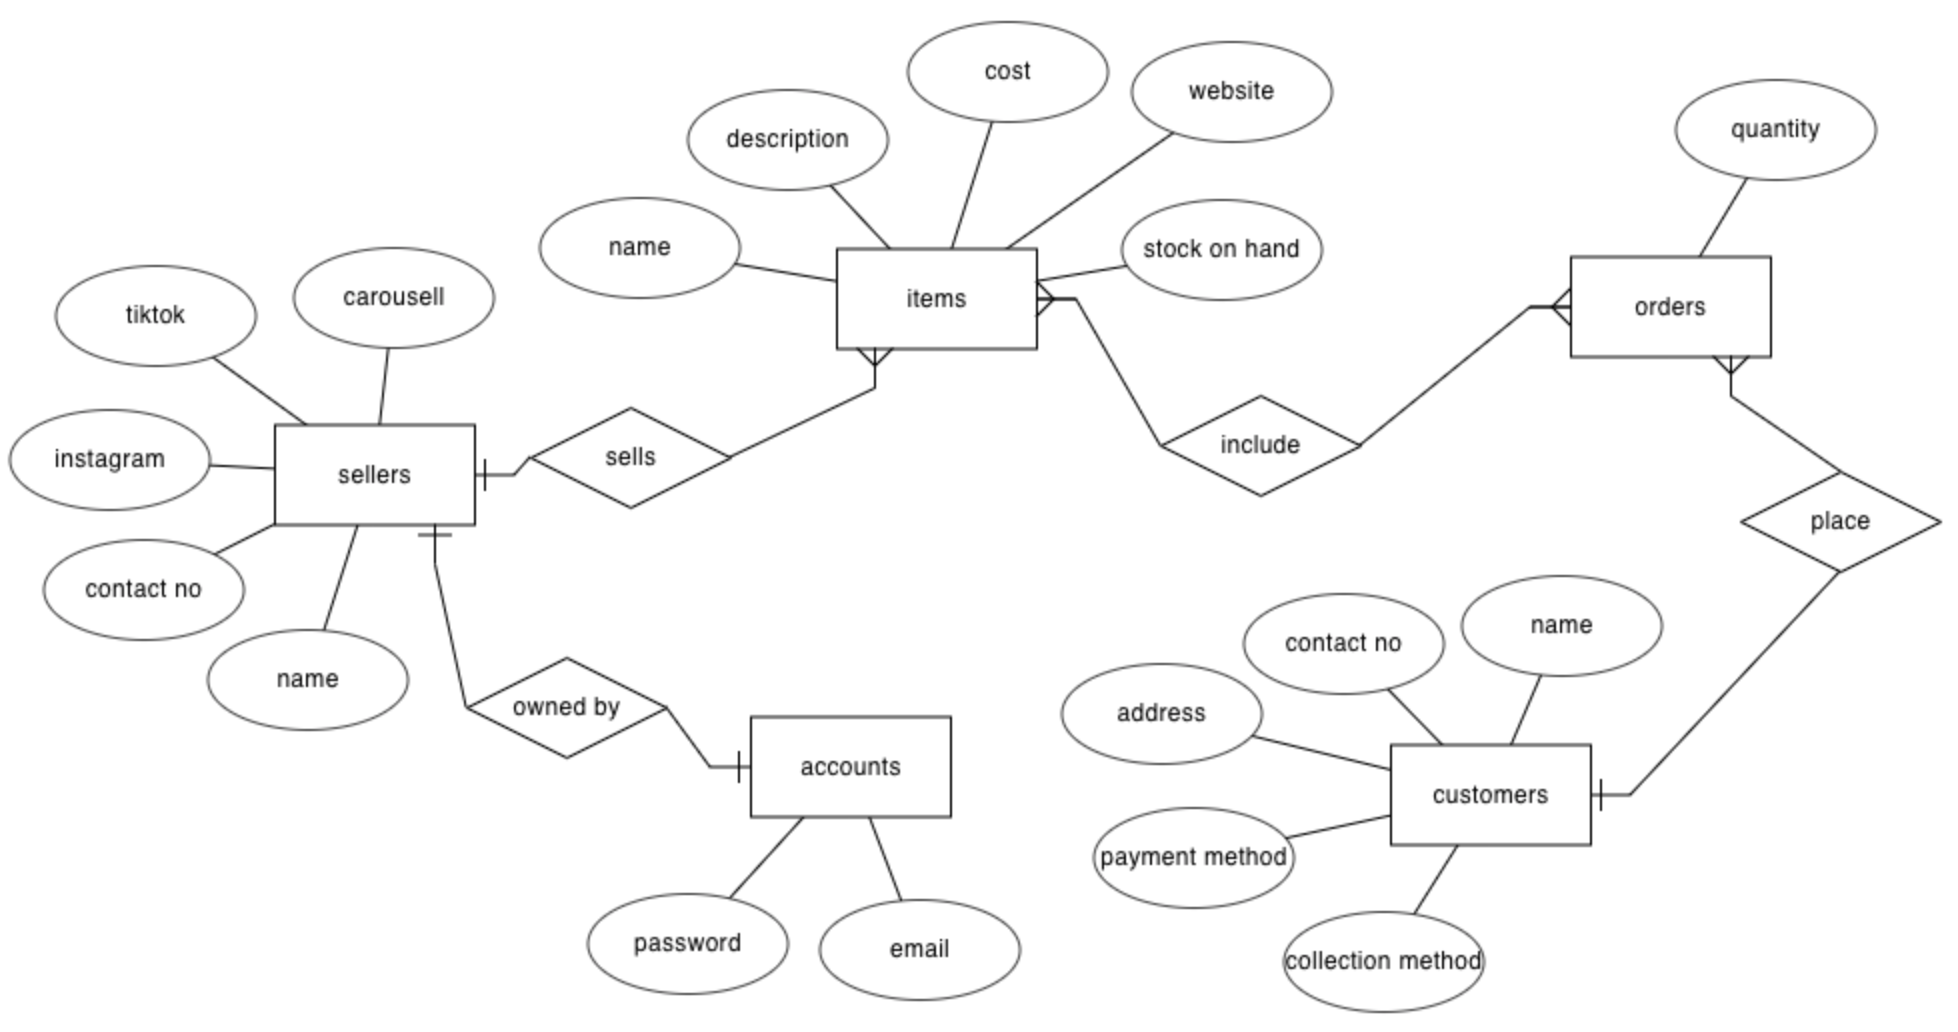 cost
website
quantity
description
name
stock on hand
carousell
tiktok
items
orders
include
instagram
sellers
sells
place
contact no
name
owned by
contact no
name
address
accounts
customers
payment method
password
email
collection method